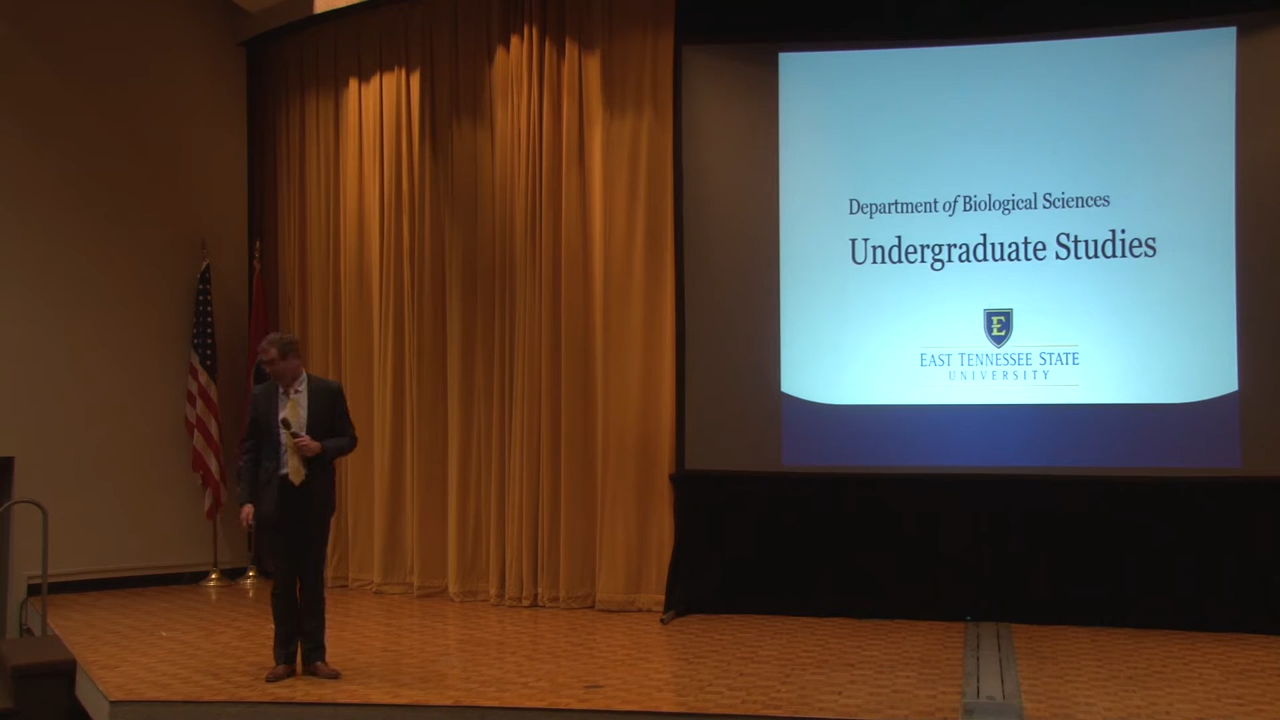 Department of Biological Sciences
Undergraduate Studies
E
EAST TENNESSEE STATE
UNIVERSITY